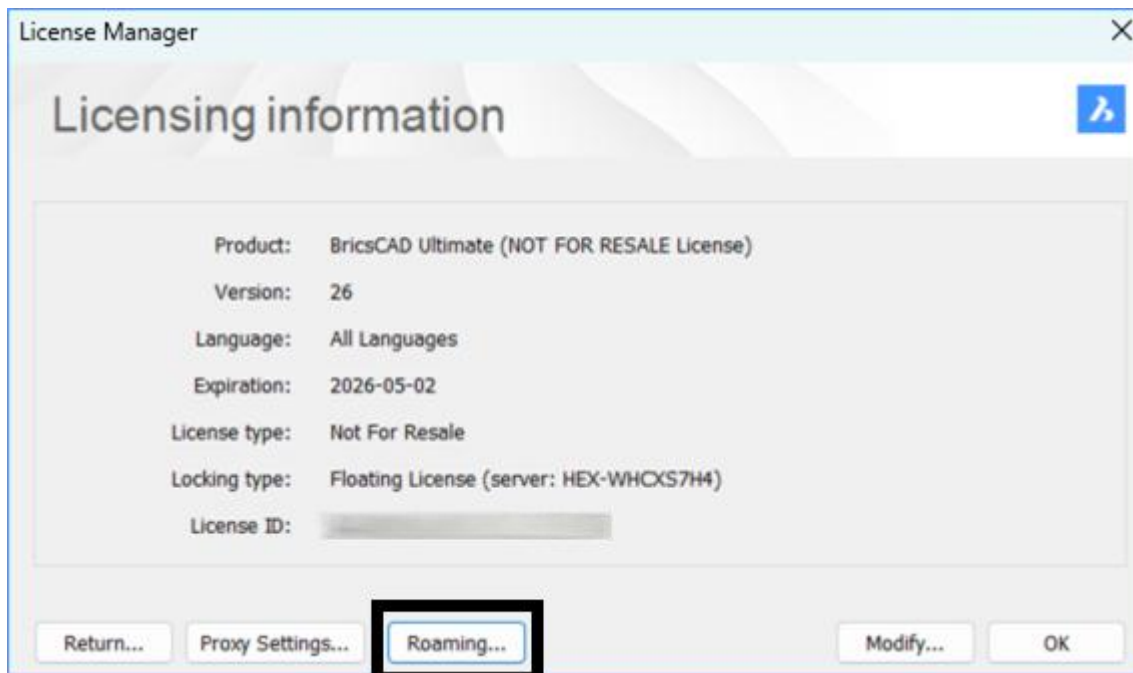 License Manager
Licensing information
Product: BricsCAD Ultimate (NOT FOR RESALE License)
Version: 26
Language: All Languages
Expiration: 2026-05-02
License type: Not For Resale
Locking type: Floating License (server: HEX-WHCXS7H4)
License ID:
Return... Proxy Settings... Roaming... Modify... OK